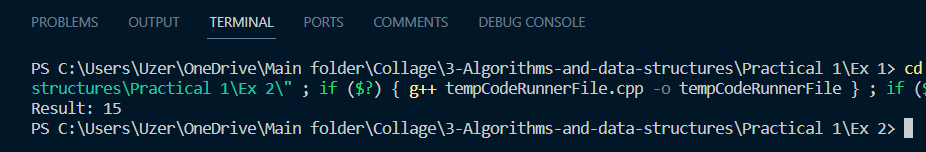 PROBLEMS OUTPUT TERMINAL PORTS COMMENTS DEBUG CONSOLE
PS C:\Users\Uzer\OneDrive\Main folder\Collage\3-Algorithms-and-data-structures\Practical 1\Ex 1> cd
structures\Practical 1\Ex 2\" ; if ($?) { g++ tempCodeRunnerFile.cpp -o tempCodeRunnerFile } ; if (
Result: 15
PS C:\Users\Uzer\OneDrive\Main folder\Collage\3-Algorithms-and-data-structures\Practical 1\Ex 2>